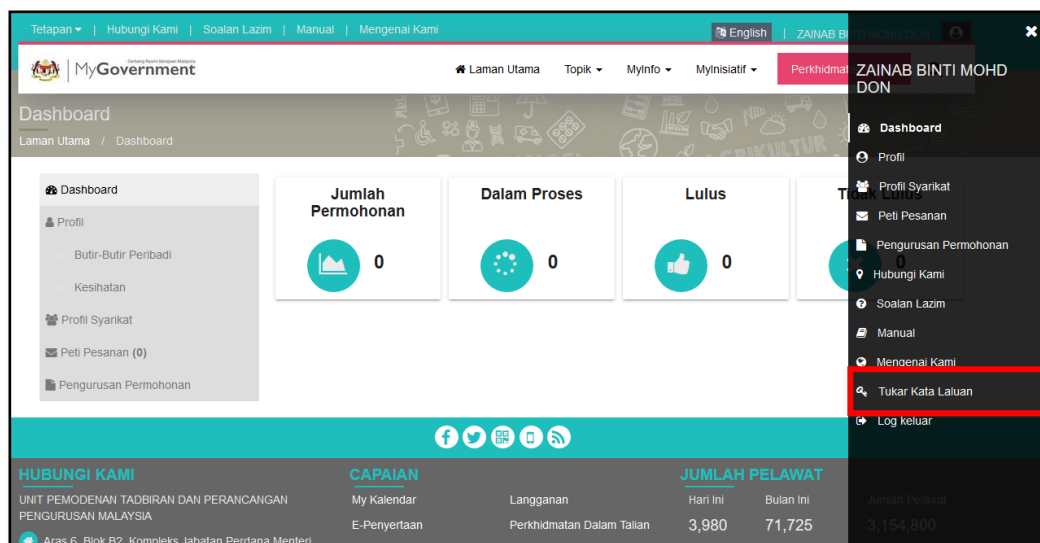 Tetapan | Hubungi Kami | Soalan Lazim | Manual | Mengenai Kami
English | ZAINAB BINTI MOHD DON
Gerbang Rasmi Kerajaan Malaysia
MyGovernment
Laman Utama Topik MyInfo MyInisiatif Perkhidmat
Dashboard
Laman Utama / Dashboard
AGRIKULTUR
Dashboard
Profil
Butir-Butir Peribadi
Kesihatan
Profil Syarikat
Peti Pesanan (0)
Pengurusan Permohonan
Jumlah
Permohonan
0
Dalam Proses
0
Lulus
0
Tidak Lulus
0
ZAINAB BINTI MOHD
DON
Dashboard
Profil
Profil Syarikat
Peti Pesanan
Pengurusan Permohonan
Hubungi Kami
Soalan Lazim
Manual
Mengenai Kami
Tukar Kata Laluan
Log keluar
HUBUNGI KAMI
UNIT PEMODENAN TADBIRAN DAN PERANCANGAN
PENGURUSAN MALAYSIA
Aras 6, Blok B2, Kompleks Jabatan Perdana Menteri
CAPAIAN
My Kalendar
E-Penyertaan
Langganan
Perkhidmatan Dalam Talian
JUMLAH PELAWAT
Hari Ini Bulan Ini Jumlah Pelawat
3,980 71,725 3,154,800